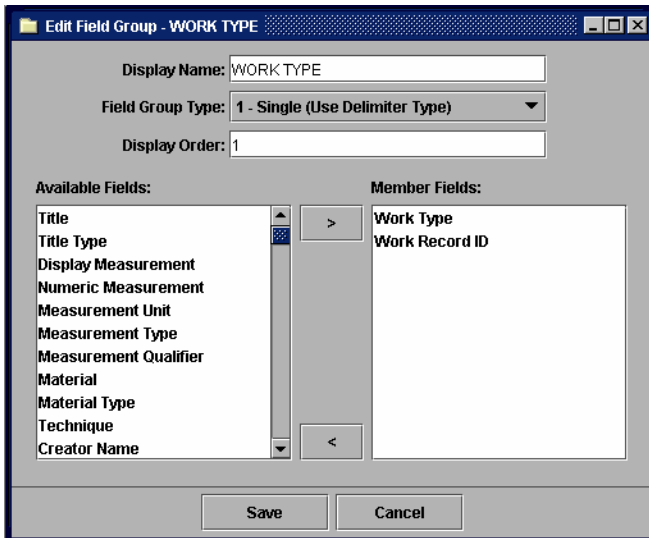 Edit Field Group - WORK TYPE
Display Name: WORK TYPE
Field Group Type: 1 - Single (Use Delimiter Type)
Display Order: 1
Available Fields:
Title
Title Type
Display Measurement
Numeric Measurement
Measurement Unit
Measurement Type
Measurement Qualifier
Material
Material Type
Technique
Creator Name
>
<
Member Fields:
Work Type
Work Record ID
Save
Cancel